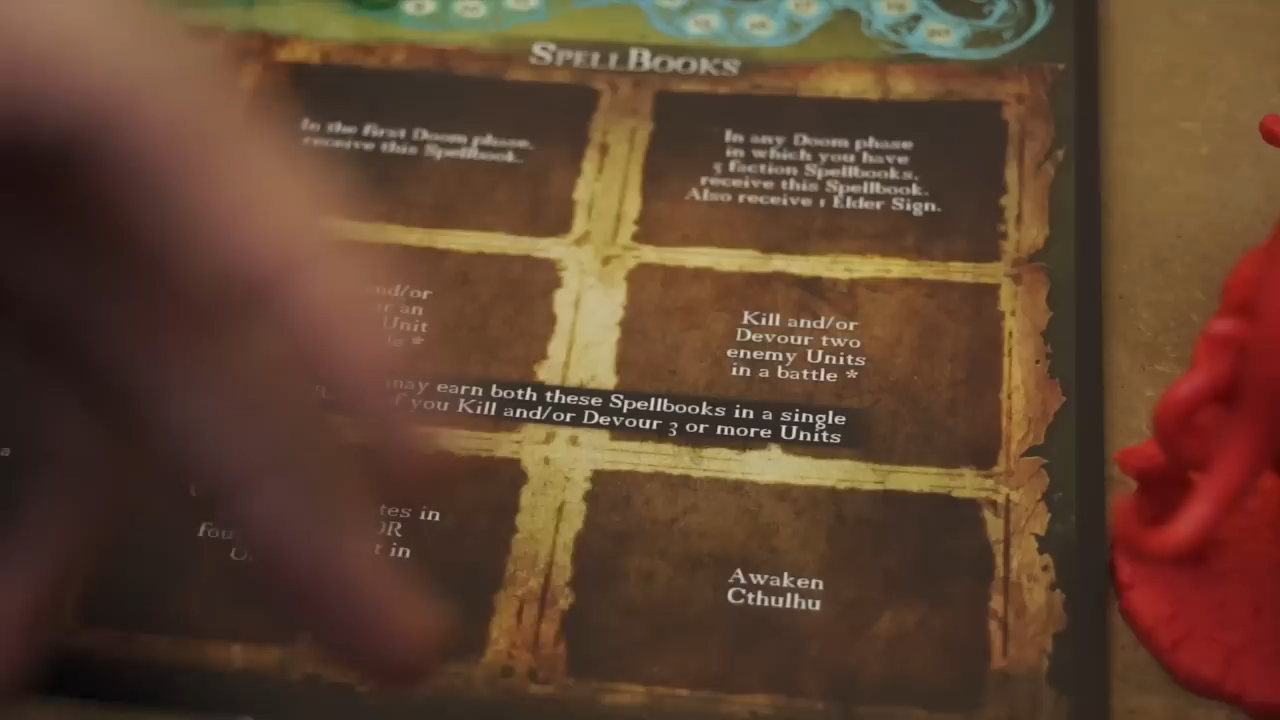 SPELLBOOKS
In the first Doom phase,
receive this Spellbook.
In any Doom phase
in which you have
5 faction Spellbooks,
receive this Spellbook.
Also receive 1 Elder Sign.
and/or
an
Unit
*
Kill and/or
Devour two
enemy Units
in a battle *
may earn both these Spellbooks in a single
if you Kill and/or Devour 3 or more Units
in
OR
in
Awaken
Cthulhu